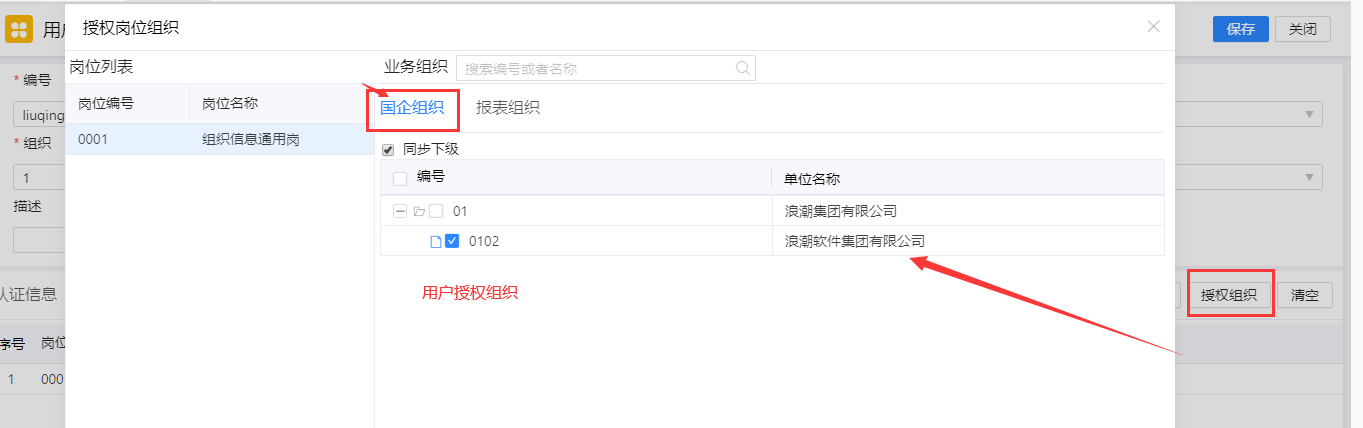 用户
授权岗位组织
保存
关闭
岗位列表
业务组织
搜索编号或者名称
* 编号
岗位编号
岗位名称
国企组织
报表组织
liuqing
0001
组织信息通用岗
* 组织
同步下级
编号
单位名称
1
01
浪潮集团有限公司
描述
0102
浪潮软件集团有限公司
用户授权组织
认证信息
授权组织
清空
序号
岗位
1
000